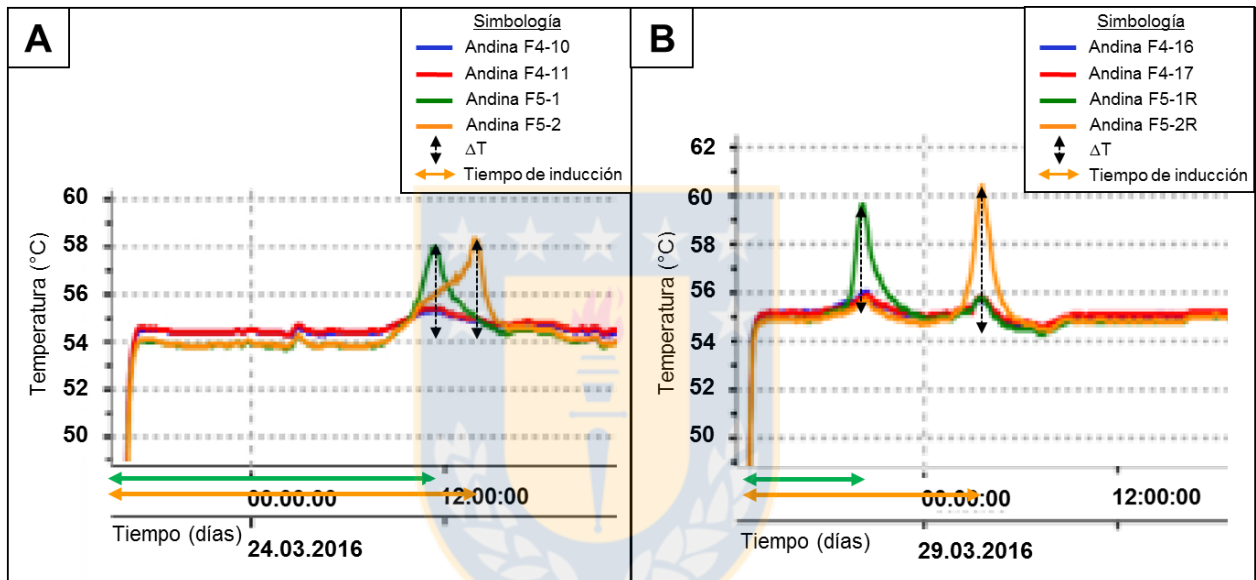 A
Simbología
Andina F4-10
Andina F4-11
Andina F5-1
Andina F5-2
ΔT
Tiempo de inducción
Temperatura (°C)
60
58
56
54
52
50
00:00:00
12:00:00
Tiempo (días)
24.03.2016
B
Simbología
Andina F4-16
Andina F4-17
Andina F5-1R
Andina F5-2R
ΔT
Tiempo de inducción
Temperatura (°C)
62
60
58
56
54
52
50
00:00:00
12:00:00
Tiempo (días)
29.03.2016